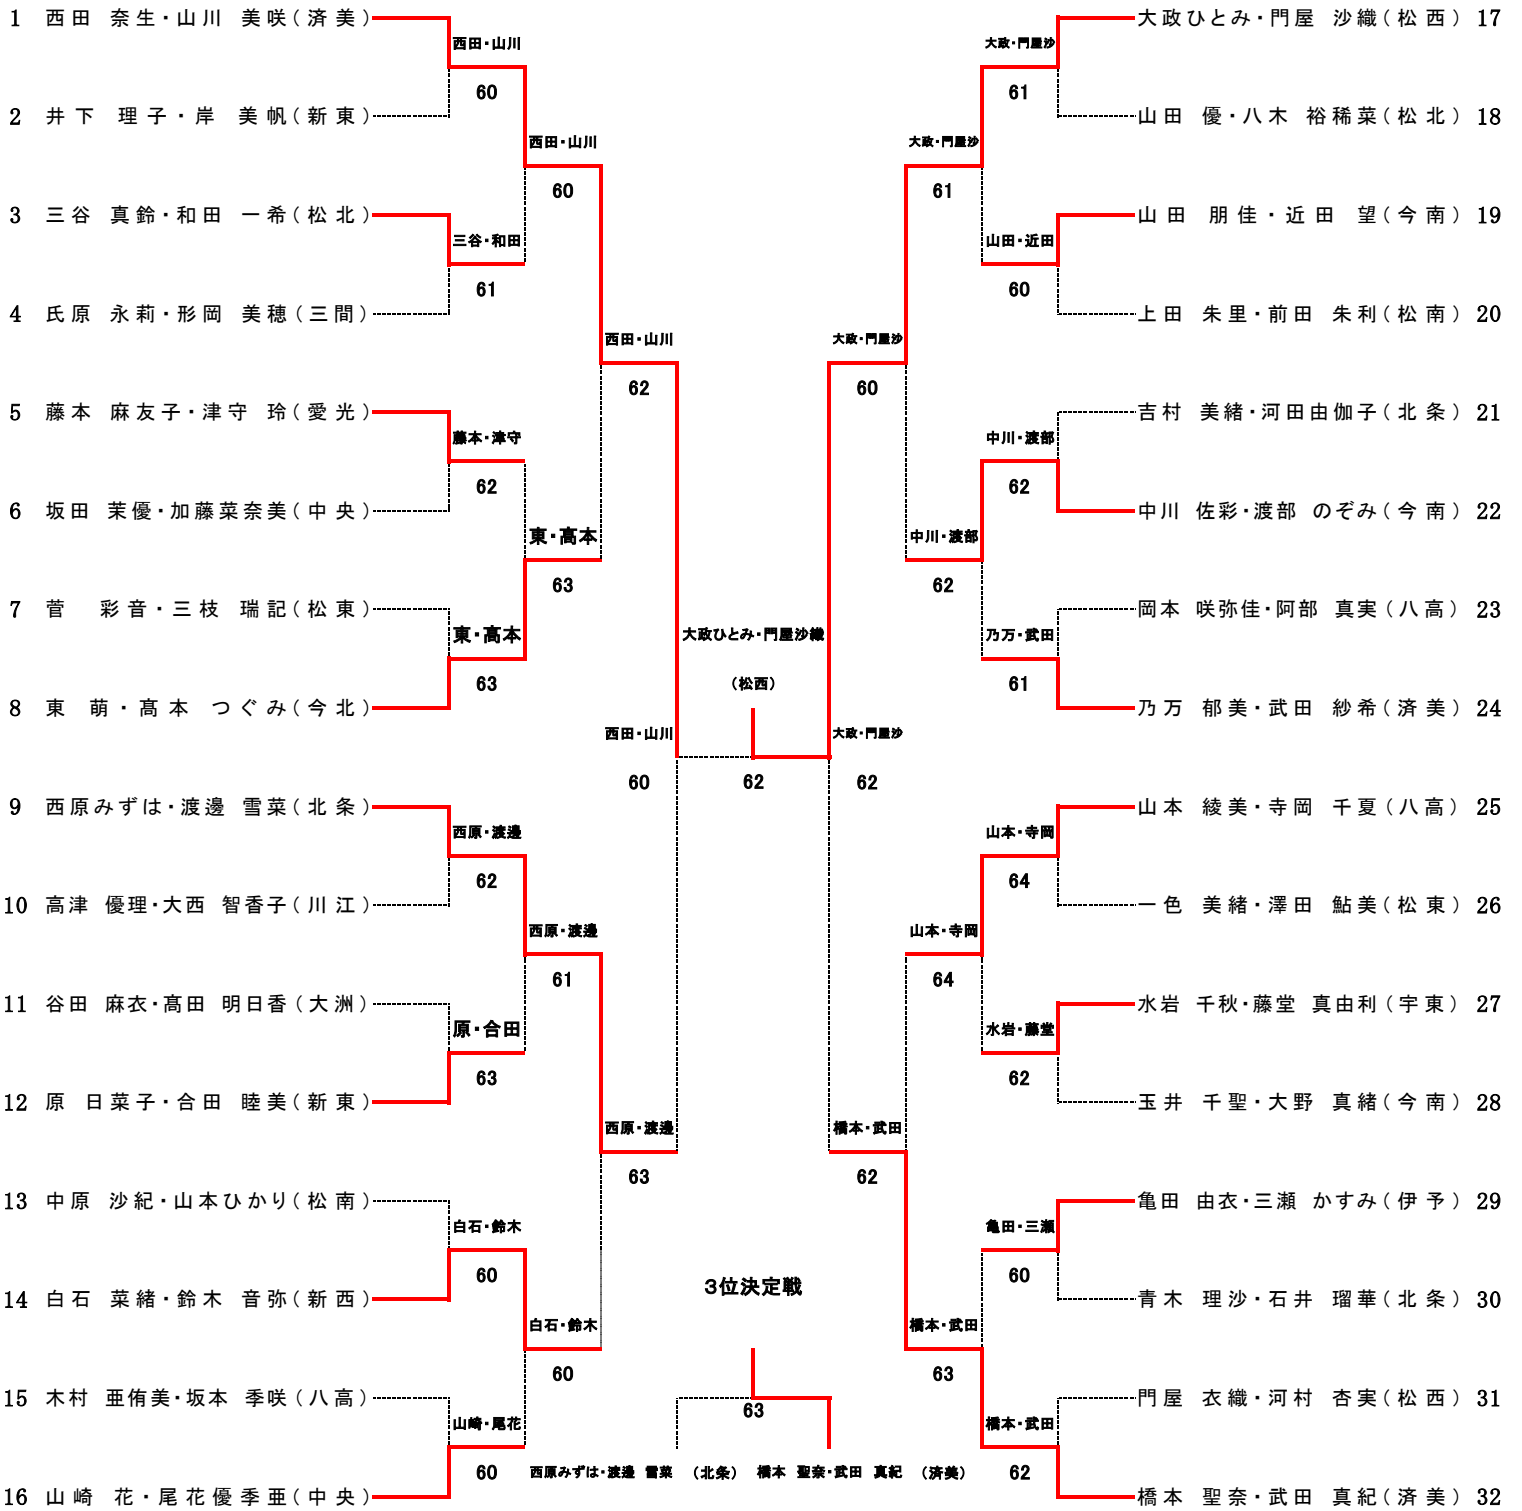 1 西田 奈生・山川 美咲(済美)
西田・山川
60
2 井下 理子・岸 美帆(新東)
西田・山川
60
3 三谷 真鈴・和田 一希(松北)
三谷・和田
61
4 氏原 永莉・形岡 美穂(三間)
西田・山川
62
5 藤本 麻友子・津守 玲(愛光)
藤本・津守
62
6 坂田 茉優・加藤菜奈美(中央)
東・髙本
63
7 菅 彩音・三枝 瑞記(松東)
東・髙本
63
8 東 萌・髙本 つぐみ(今北)
西田・山川
60
9 西原みずは・渡邊 雪菜(北条)
西原・渡邊
62
10 高津 優理・大西 智香子(川江)
西原・渡邊
61
11 谷田 麻衣・髙田 明日香(大洲)
原・合田
63
12 原 日菜子・合田 睦美(新東)
西原・渡邊
63
13 中原 沙紀・山本ひかり(松南)
白石・鈴木
60
14 白石 菜緒・鈴木 音弥(新西)
白石・鈴木
60
15 木村 亜侑美・坂本 季咲(八高)
山崎・尾花
60
16 山崎 花・尾花優季亜(中央)
大政ひとみ・門屋沙織
(松西)
62
3位決定戦
63
西原みずは・渡邊 雪菜 (北条) 橋本 聖奈・武田 真紀 (済美)
大政ひとみ・門屋 沙織(松西) 17
大政・門屋沙
61
山田 優・八木 裕稀菜(松北) 18
大政・門屋沙
61
山田 朋佳・近田 望(今南) 19
山田・近田
60
上田 朱里・前田 朱利(松南) 20
大政・門屋沙
60
吉村 美緒・河田由伽子(北条) 21
中川・渡部
62
中川 佐彩・渡部 のぞみ(今南) 22
中川・渡部
62
岡本 咲弥佳・阿部 真実(八高) 23
乃万・武田
61
乃万 郁美・武田 紗希(済美) 24
大政・門屋沙
62
山本 綾美・寺岡 千夏(八高) 25
山本・寺岡
64
一色 美緒・澤田 鮎美(松東) 26
山本・寺岡
64
水岩 千秋・藤堂 真由利(宇東) 27
水岩・藤堂
62
玉井 千聖・大野 真緒(今南) 28
橋本・武田
62
亀田 由衣・三瀬 かすみ(伊予) 29
亀田・三瀬
60
青木 理沙・石井 瑠華(北条) 30
橋本・武田
63
門屋 衣織・河村 杏実(松西) 31
橋本・武田
62
橋本 聖奈・武田 真紀(済美) 32